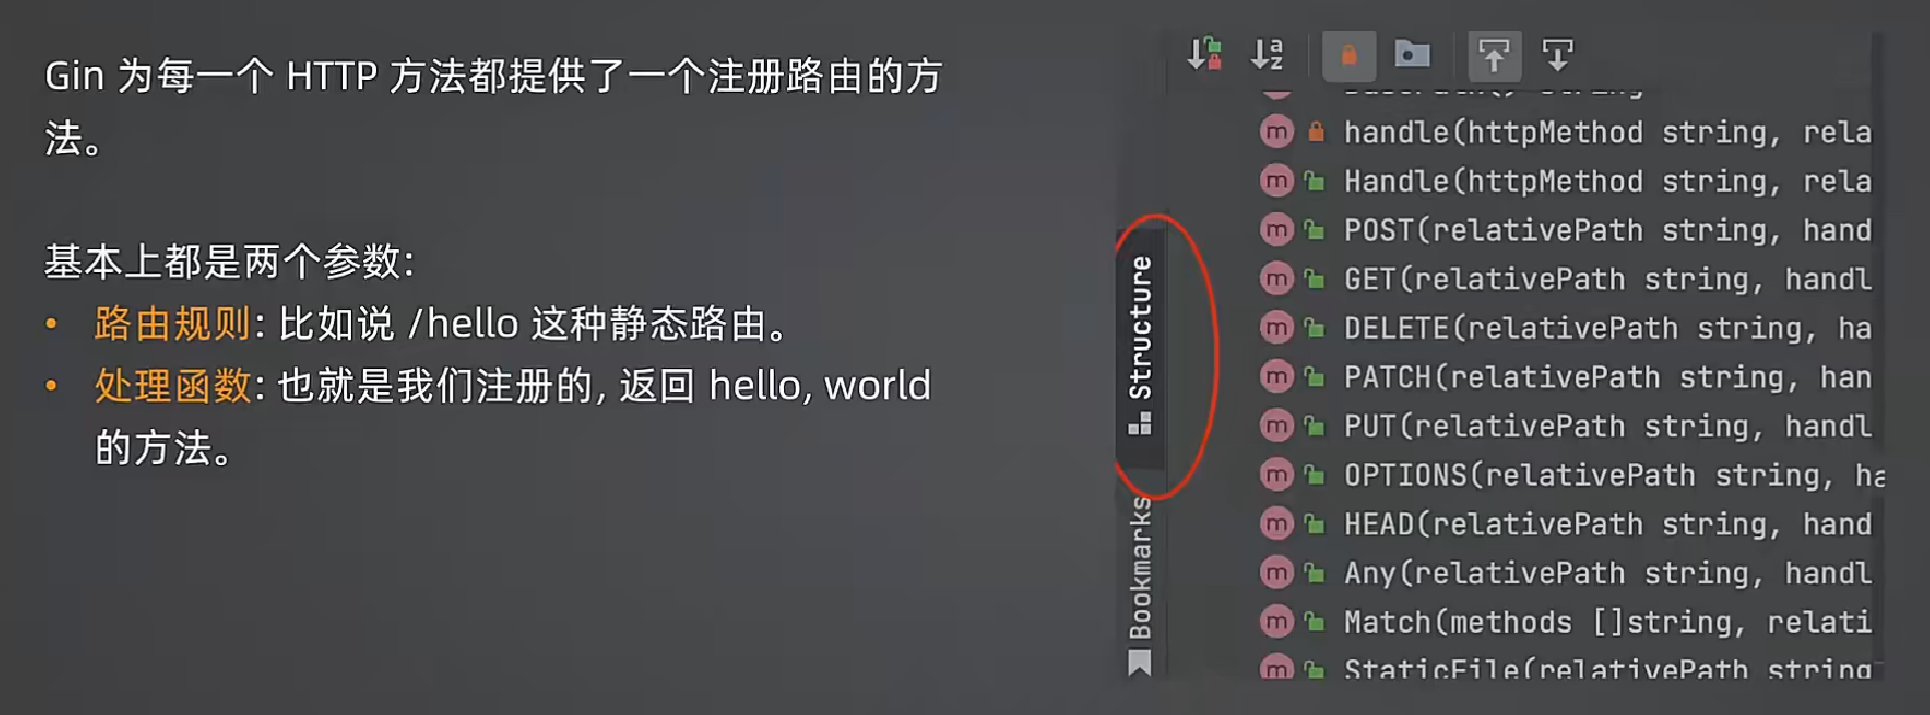 Gin 为每一个 HTTP 方法都提供了一个注册路由的方
法。
基本上都是两个参数:
• 路由规则: 比如说 /hello 这种静态路由。
• 处理函数: 也就是我们注册的, 返回 hello, world
的方法。
Structure
Bookmarks
handle(httpMethod string, rela
Handle(httpMethod string, rela
POST(relativePath string, hand
GET(relativePath string, handl
DELETE(relativePath string, ha
PATCH(relativePath string, han
PUT(relativePath string, handl
OPTIONS(relativePath string, ha
HEAD(relativePath string, hand
Any(relativePath string, handl
Match(methods []string, relati
StaticFile(relativePath string